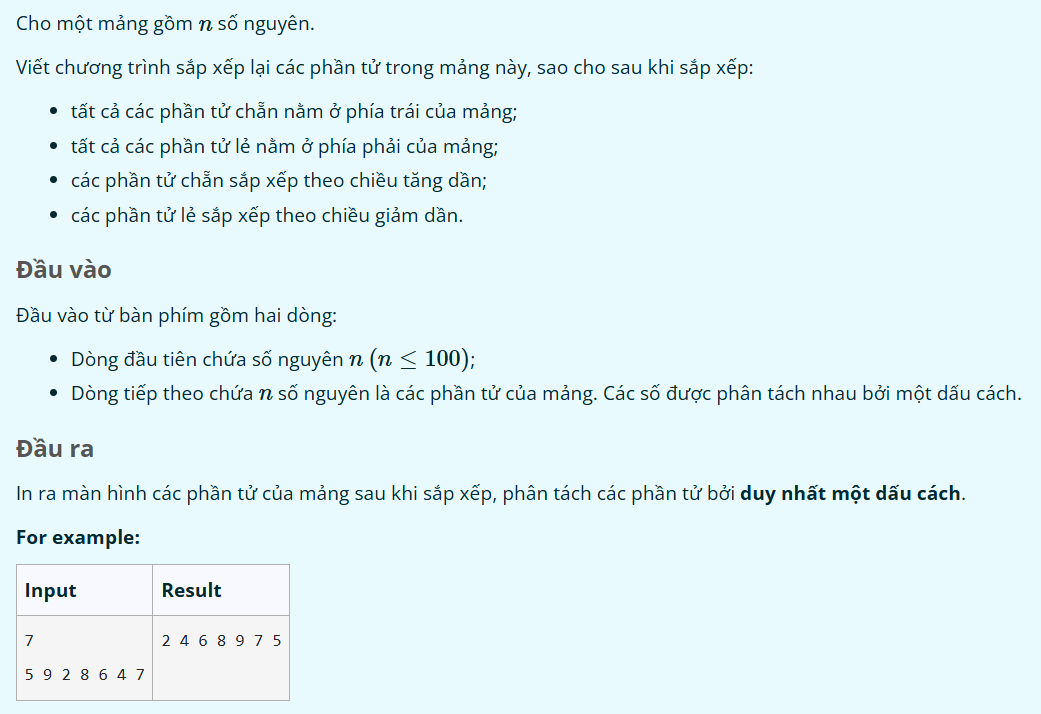 Cho một mảng gồm n số nguyên.
Viết chương trình sắp xếp lại các phần tử trong mảng này, sao cho sau khi sắp xếp:
• tất cả các phần tử chẵn nằm ở phía trái của mảng;
• tất cả các phần tử lẻ nằm ở phía phải của mảng;
• các phần tử chẵn sắp xếp theo chiều tăng dần;
• các phần tử lẻ sắp xếp theo chiều giảm dần.
Đầu vào
Đầu vào từ bàn phím gồm hai dòng:
• Dòng đầu tiên chứa số nguyên n (n ≤ 100);
• Dòng tiếp theo chứa n số nguyên là các phần tử của mảng. Các số được phân tách nhau bởi một dấu cách.
Đầu ra
In ra màn hình các phần tử của mảng sau khi sắp xếp, phân tách các phần tử bởi duy nhất một dấu cách.
For example:
Input Result
7 2 4 6 8 9 7 5
5 9 2 8 6 4 7